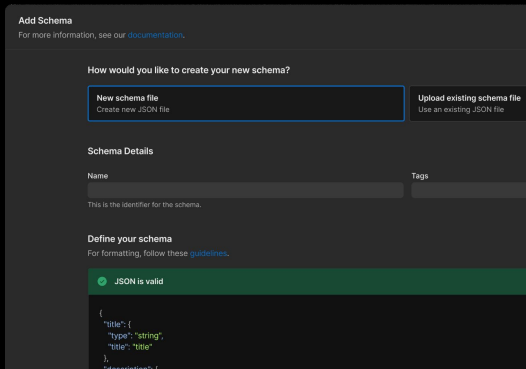 Add Schema
For more information, see our documentation.
How would you like to create your new schema?
New schema file
Create new JSON file
Upload existing schema file
Use an existing JSON file
Schema Details
Name
Tags
This is the identifier for the schema.
Define your schema
For formatting, follow these guidelines.
JSON is valid
{
"title": {
"type": "string",
"title": "title"
},
"description": {